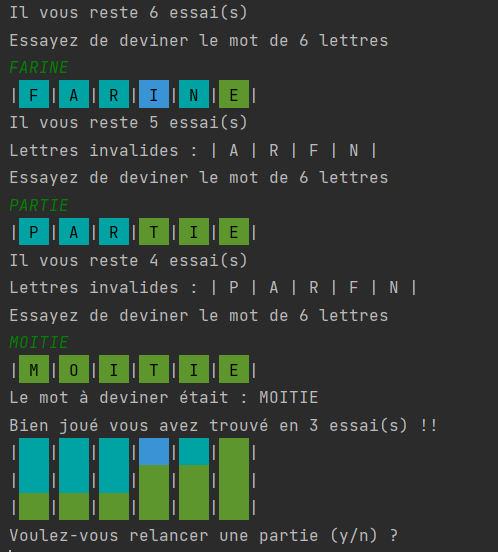 Il vous reste 6 essai(s)
Essayez de deviner le mot de 6 lettres
FARINE
| F | A | R | I | N | E |
Il vous reste 5 essai(s)
Lettres invalides : | A | R | F | N |
Essayez de deviner le mot de 6 lettres
PARTIE
| P | A | R | T | I | E |
Il vous reste 4 essai(s)
Lettres invalides : | P | A | R | F | N |
Essayez de deviner le mot de 6 lettres
MOITIE
| M | O | I | T | I | E |
Le mot à deviner était : MOITIE
Bien joué vous avez trouvé en 3 essai(s) !!
| | | | | | |
| | | | | | |
| | | | | | |
Voulez-vous relancer une partie (y/n) ?